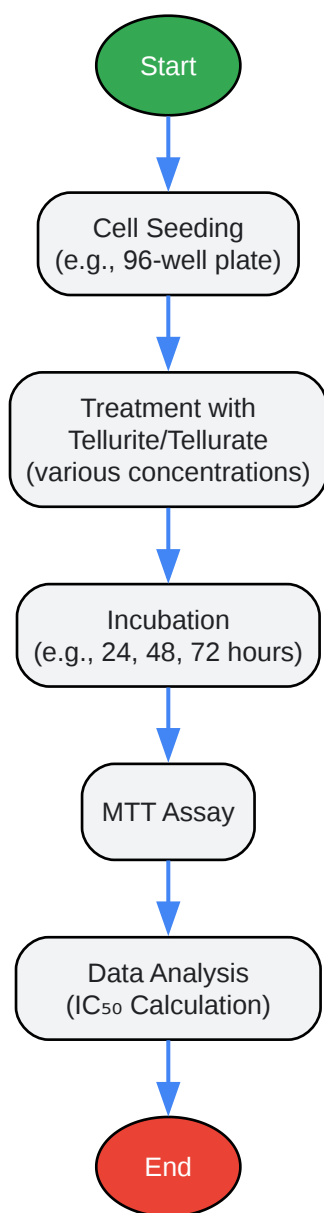 Start
Cell Seeding
(e.g., 96-well plate)
Treatment with
Tellurite/Tellurate
(various concentrations)
Incubation
(e.g., 24, 48, 72 hours)
MTT Assay
Data Analysis
(IC₅₀ Calculation)
End